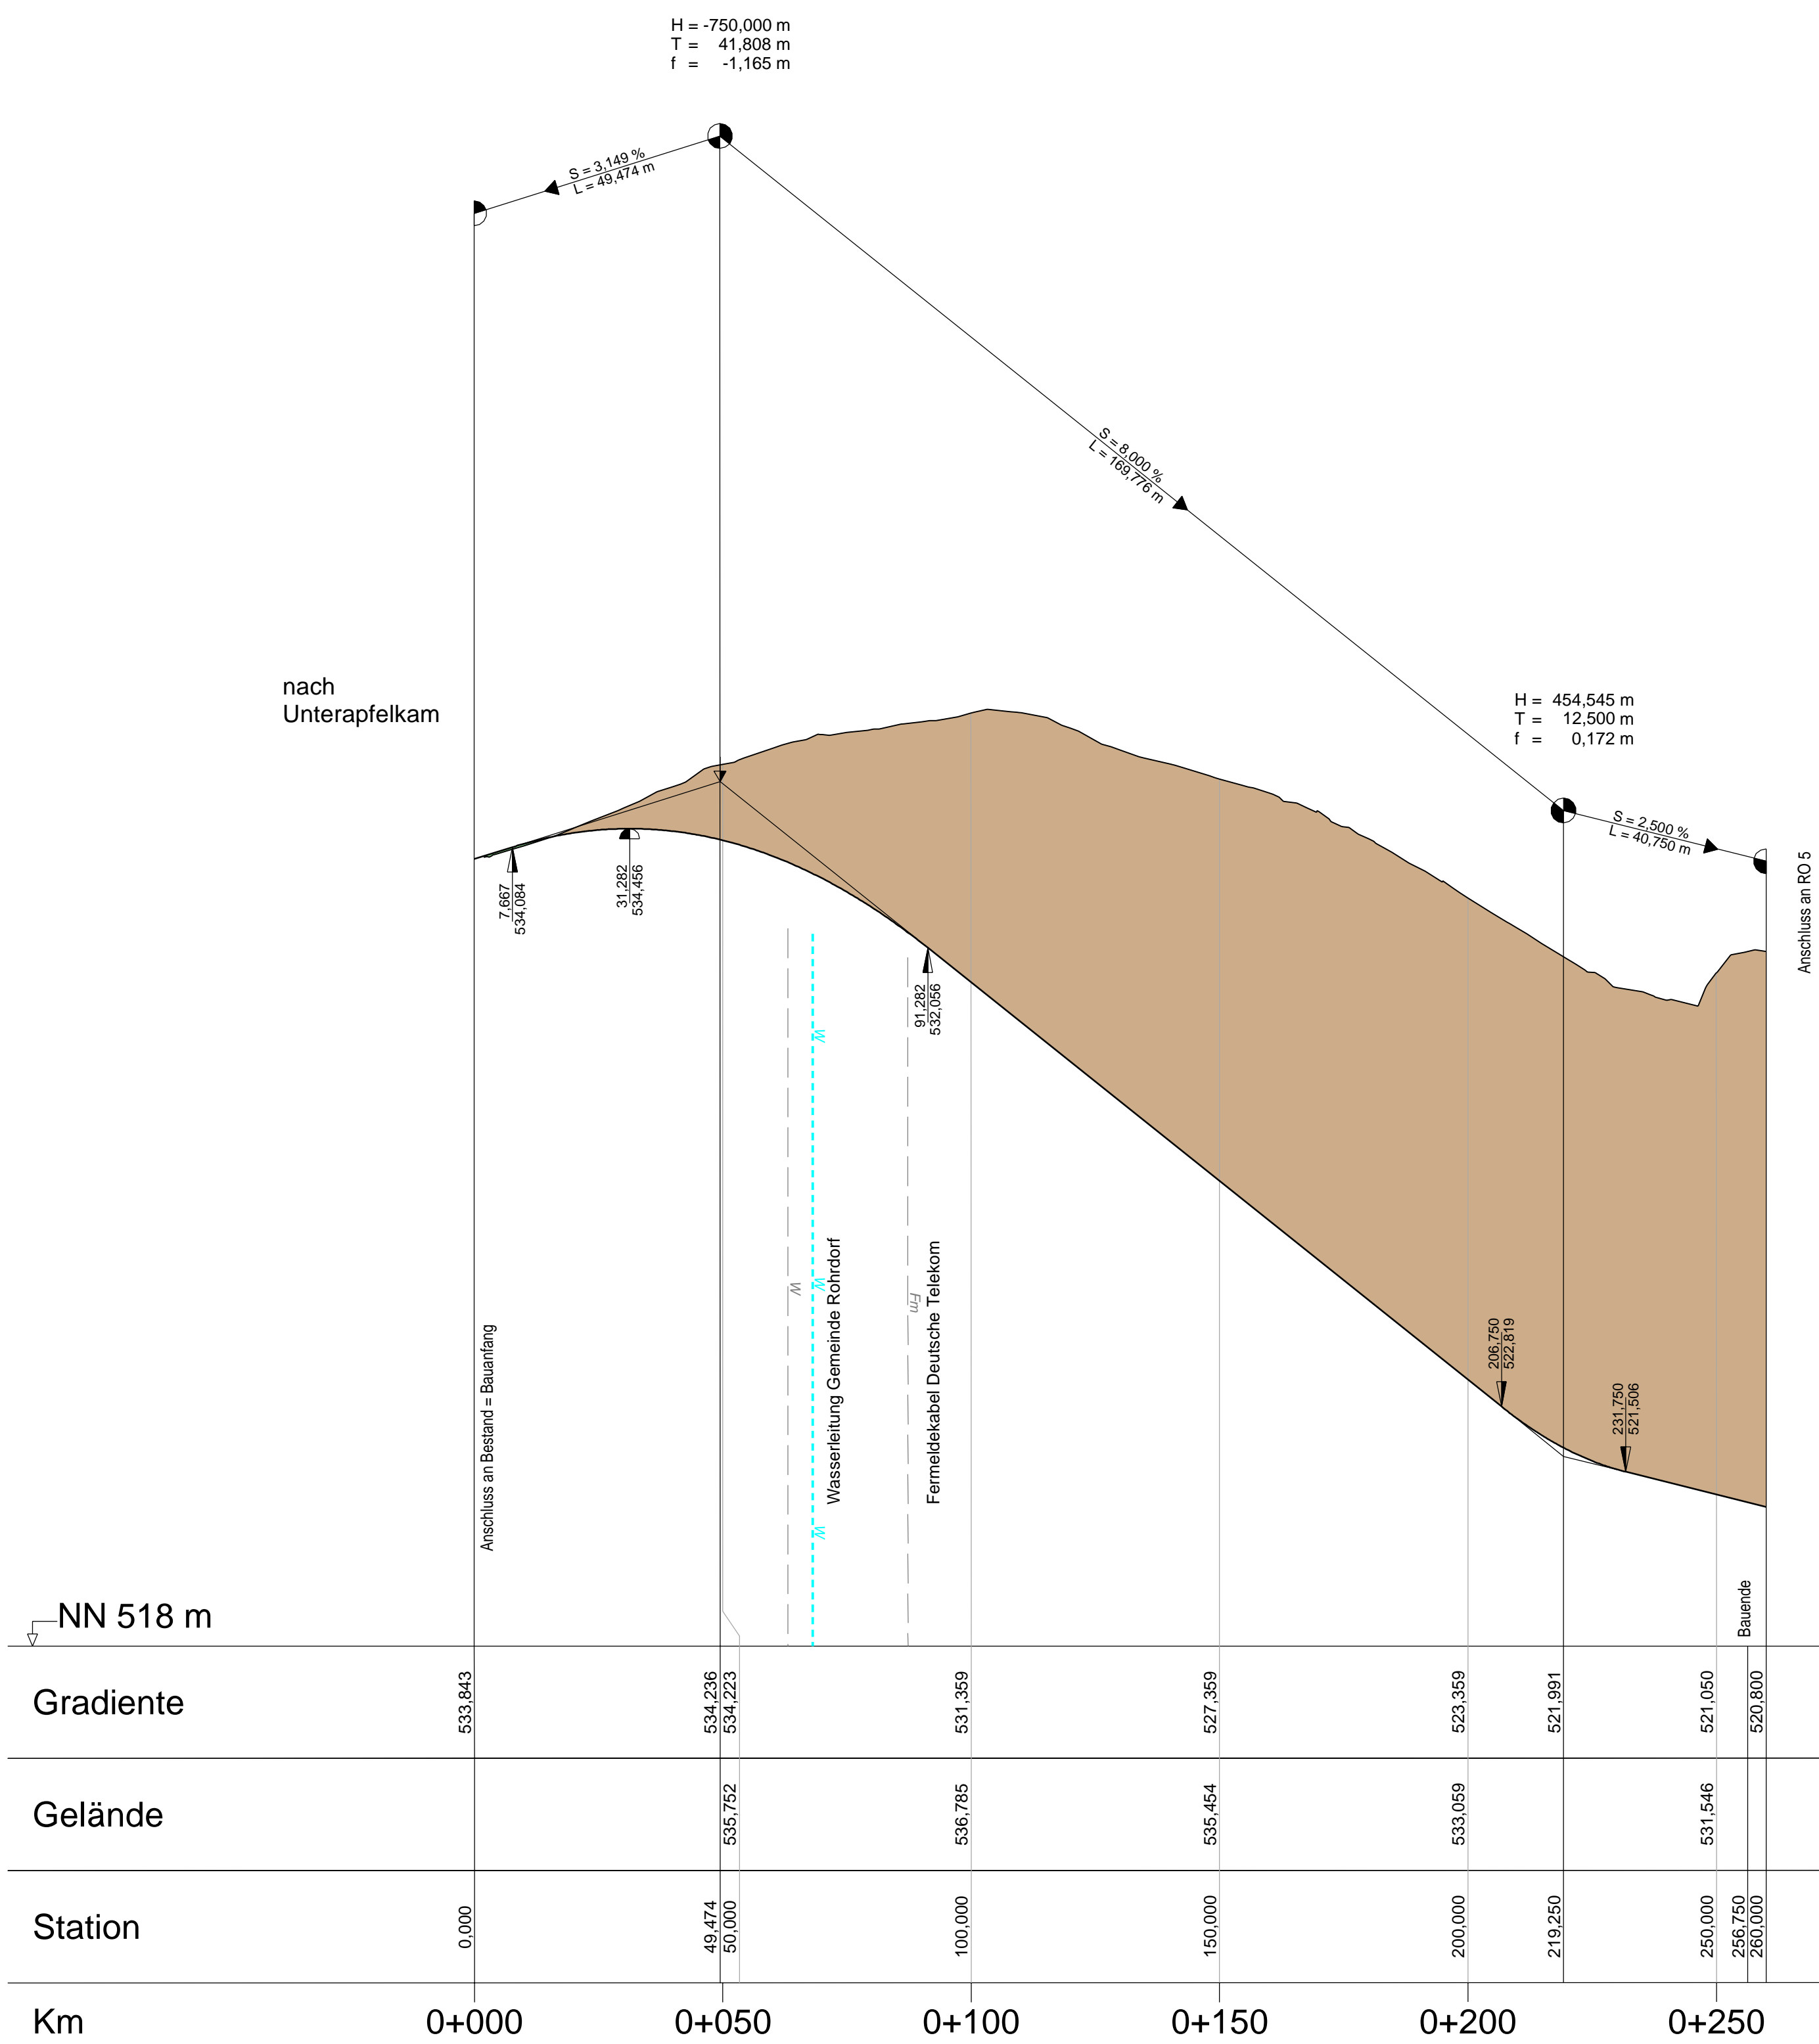 H = -750,000 m
T = 41,808 m
f = -1,165 m
S = 3,149 %
L = 49,474 m
S = 8,000 %
L = 169,776 m
nach
Unterapfelkam
H = 454,545 m
T = 12,500 m
f = 0,172 m
S = 2,500 %
L = 40,750 m
Anschluss an RO 5
7,667
534,084
31,282
534,456
91,282
532,056
W
W
W
W
Fm
Wasserleitung Gemeinde Rohrdorf
Fermeldekabel Deutsche Telekom
206,750
522,819
231,750
521,506
Anschluss an Bestand = Bauanfang
Bauende
NN 518 m
Gradiente 533,843 534,236 534,223 531,359 527,359 523,359 521,991 521,050 520,800
Gelände 535,752 536,785 535,454 533,059 531,546
Station 0,000 49,474 50,000 100,000 150,000 200,000 219,250 250,000 256,750 260,000
Km 0+000 0+050 0+100 0+150 0+200 0+250